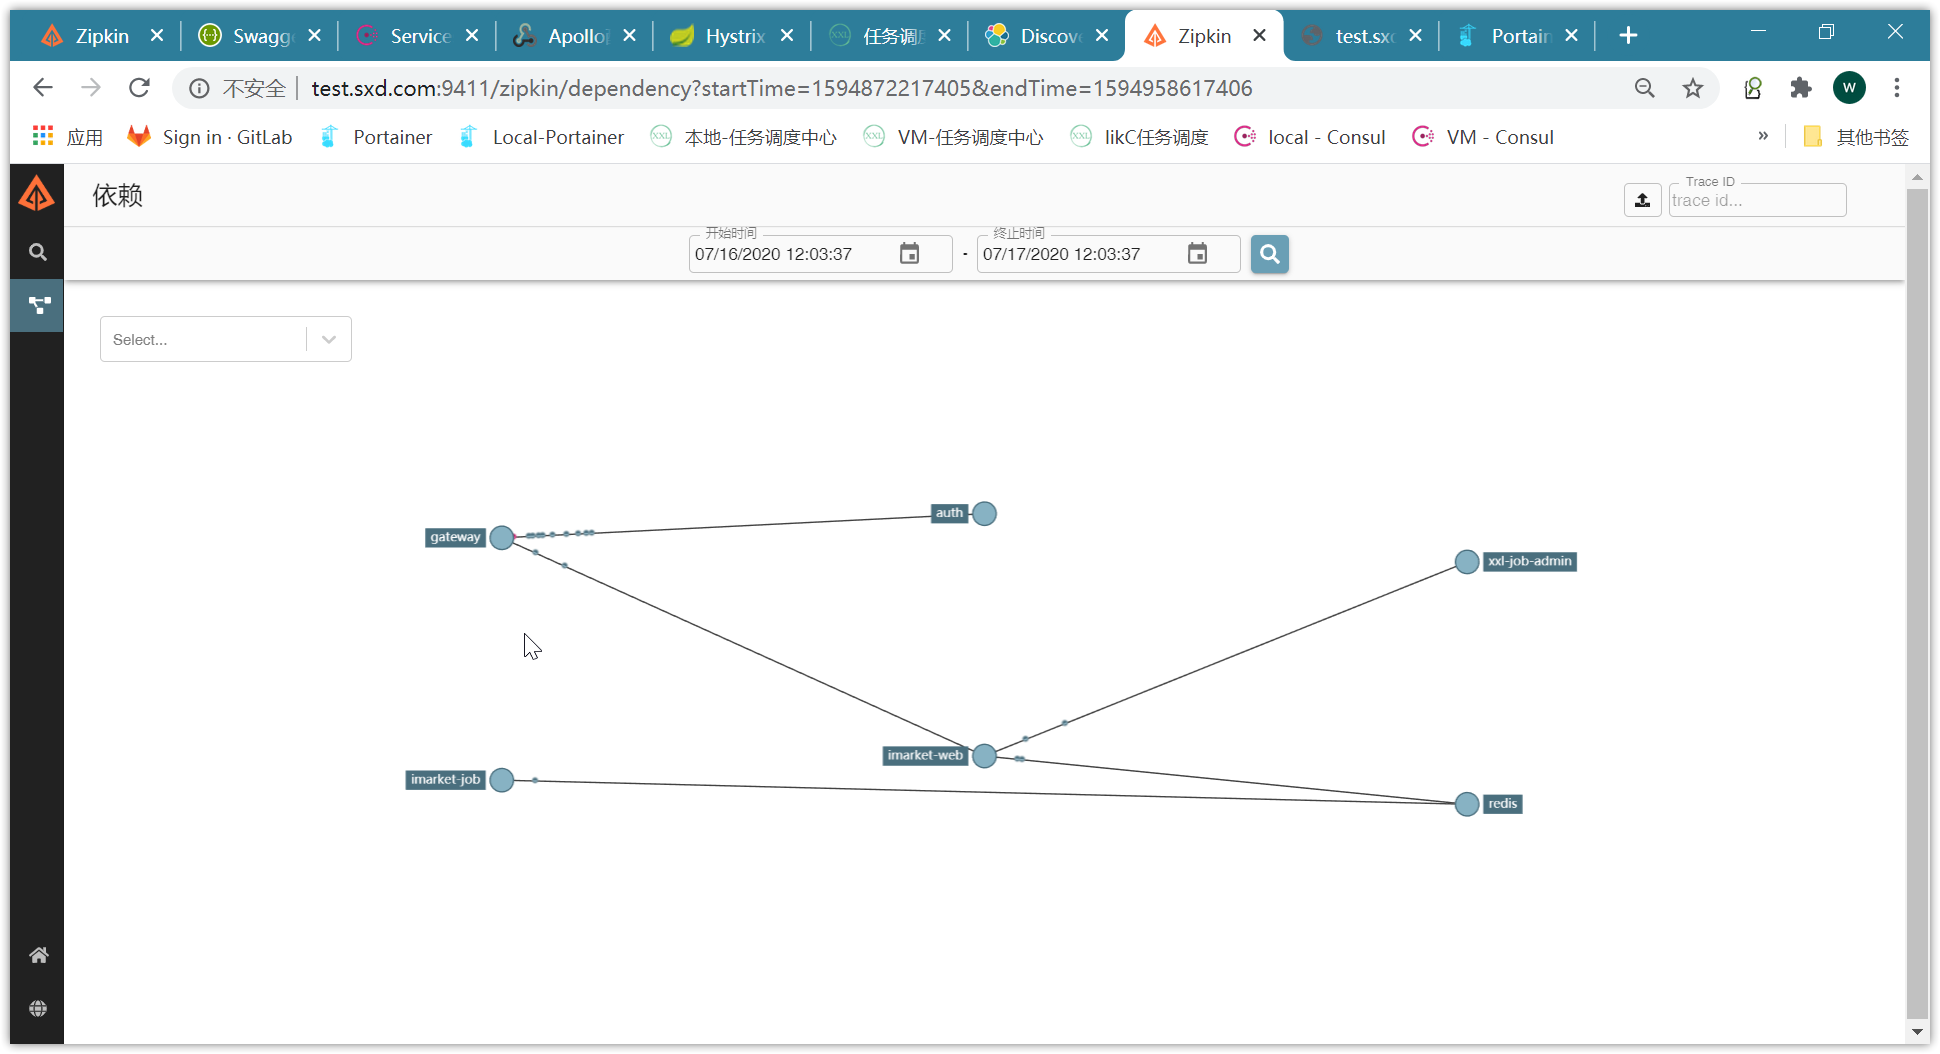 Zipkin Swagg Service Apollo Hystrix 任务调度 Discov Zipkin test.sx Portain
不安全 test.sxd.com:9411/zipkin/dependency?startTime=1594872217405&endTime=1594958617406 W
应用 Sign in · GitLab Portainer Local-Portainer XXL 本地-任务调度中心 XXL VM-任务调度中心 XXL likC任务调度 local - Consul VM - Consul » 其他书签
依赖
Trace ID
trace id...
开始时间 终止时间
07/16/2020 12:03:37 - 07/17/2020 12:03:37
Select...
auth
gateway
xxl-job-admin
imarket-web
imarket-job
redis